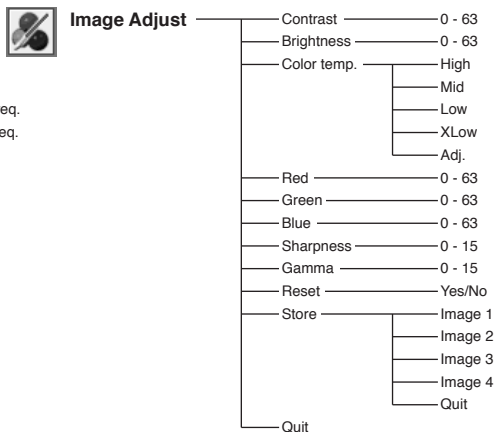 Image Adjust
Contrast 0 - 63
Brightness 0 - 63
Color temp. High
Mid
eq.
Low
eq.
XLow
Adj.
Red 0 - 63
Green 0 - 63
Blue 0 - 63
Sharpness 0 - 15
Gamma 0 - 15
Reset Yes/No
Store Image 1
Image 2
Image 3
Image 4
Quit
Quit